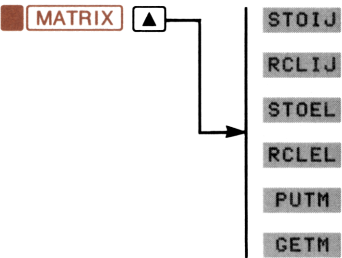 MATRIX ▲
STOIJ
RCLIJ
STOEL
RCLEL
PUTM
GETM